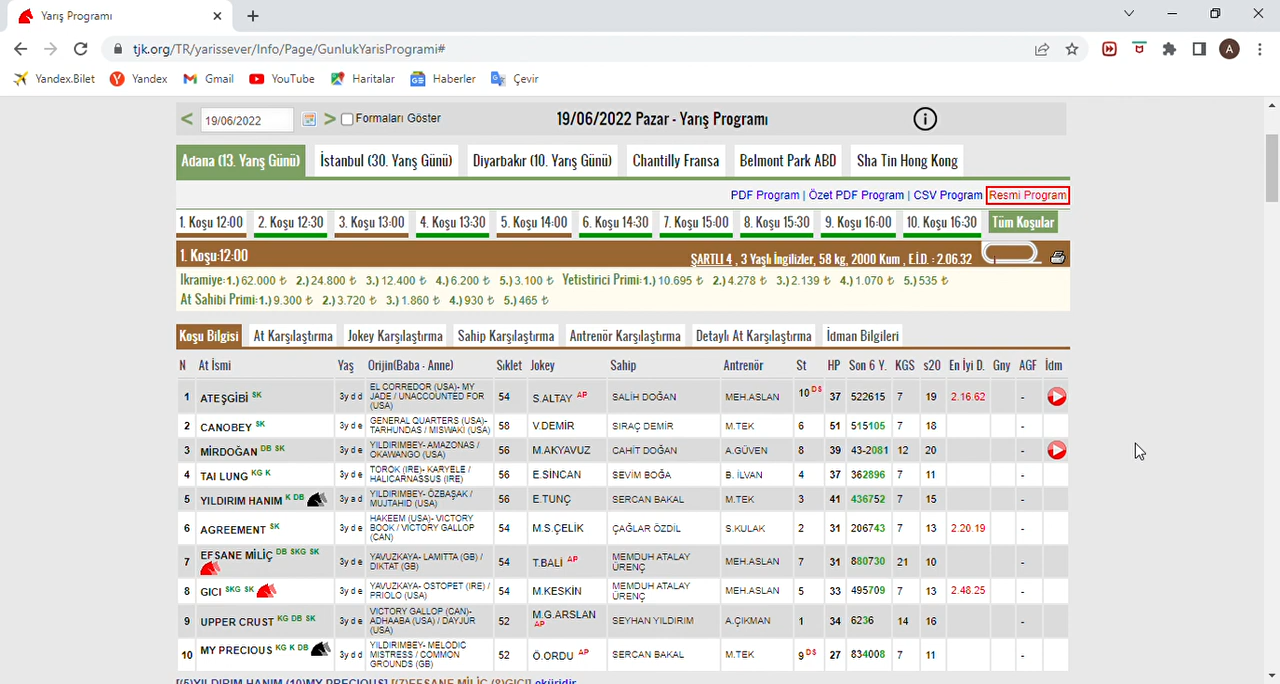 Yarış Programı
tjk.org/TR/yarissever/Info/Page/GunlukYarisProgrami#
A
Yandex.Bilet Yandex Gmail YouTube Haritalar Haberler Çevir
< 19/06/2022 > Formaları Göster 19/06/2022 Pazar - Yarış Programı
Adana (13. Yarış Günü) İstanbul (30. Yarış Günü) Diyarbakır (10. Yarış Günü) Chantilly Fransa Belmont Park ABD Sha Tin Hong Kong
PDF Program | Özet PDF Program | CSV Program Resmi Program
1. Koşu 12:00 2. Koşu 12:30 3. Koşu 13:00 4. Koşu 13:30 5. Koşu 14:00 6. Koşu 14:30 7. Koşu 15:00 8. Koşu 15:30 9. Koşu 16:00 10. Koşu 16:30 Tüm Koşular
1. Koşu:12:00 ŞARTLI 4 , 3 Yaşlı İngilizler, 58 kg, 2000 Kum , E.İ.D. : 2.06.32
Ikramiye:1.) 62.000 ₺ 2.) 24.800 ₺ 3.) 12.400 ₺ 4.) 6.200 ₺ 5.) 3.100 ₺ Yetistirici Primi:1.) 10.695 ₺ 2.) 4.278 ₺ 3.) 2.139 ₺ 4.) 1.070 ₺ 5.) 535 ₺
At Sahibi Primi:1.) 9.300 ₺ 2.) 3.720 ₺ 3.) 1.860 ₺ 4.) 930 ₺ 5.) 465 ₺
Koşu Bilgisi At Karşılaştırma Jokey Karşılaştırma Sahip Karşılaştırma Antrenör Karşılaştırma Detaylı At Karşılaştırma İdman Bilgileri
N At İsmi Yaş Orijin(Baba - Anne) Sıklet Jokey Sahip Antrenör St HP Son 6 Y. KGS s20 En İyi D. Gny AGF İdm
1 ATEŞGİBİ SK 3y d d EL CORREDOR (USA)- MY JADE / UNACCOUNTED FOR (USA) 54 S.ALTAY AP SALİH DOĞAN MEH.ASLAN 10 DS 37 522615 7 19 2.16.62 -
2 CANOBEY SK 3y d e GENERAL QUARTERS (USA)- TARHUNDAS / MISWAKI (USA) 58 V.DEMİR SIRAÇ DEMİR M.TEK 6 51 515105 7 18 -
3 MİRDOĞAN DB SK 3y d e YILDIRIMBEY- AMAZONAS / OKAWANGO (USA) 56 M.AKYAVUZ CAHİT DOĞAN A.GÜVEN 8 39 43-2081 12 20 -
4 TAI LUNG KG K 3y d e TOROK (IRE)- KARYELE / HALICARNASSUS (IRE) 56 E.SİNCAN SEVİM BOĞA B. İLVAN 4 37 362896 7 11 -
5 YILDIRIM HANIM K DB 3y a d YILDIRIMBEY- ÖZBAŞAK / MUJTAHID (USA) 56 E.TUNÇ SERCAN BAKAL M.TEK 3 41 436752 7 15 -
6 AGREEMENT SK 3y d e HAKEEM (USA)- VICTORY BOOK / VICTORY GALLOP (CAN) 54 M.S.ÇELİK ÇAĞLAR ÖZDİL S.KULAK 2 31 206743 7 13 2.20.19 -
7 EFSANE MİLİÇ DB SKG SK 3y d e YAVUZKAYA- LAMITTA (GB) / DIKTAT (GB) 54 T.BALİ AP MEMDUH ATALAY ÜRENÇ MEH.ASLAN 7 31 880730 21 10 -
8 GICI SKG SK 3y d e YAVUZKAYA- OSTOPET (IRE) / PRIOLO (USA) 54 M.KESKİN MEMDUH ATALAY ÜRENÇ MEH.ASLAN 5 33 495709 7 13 2.48.25 -
9 UPPER CRUST KG DB SK 3y d e VICTORY GALLOP (CAN)- ADHAABA (USA) / DAYJUR (USA) 52 M.G.ARSLAN AP SEYHAN YILDIRIM A.ÇIKMAN 1 34 6236 14 16 -
10 MY PRECIOUS KG K DB 3y d d YILDIRIMBEY- MELODIC MISTRESS / COMMON GROUNDS (GB) 52 Ö.ORDU AP SERCAN BAKAL M.TEK 9 DS 27 834008 7 11 -
[(5)YILDIRIM HANIM (10)MY PRECIOUS] [(7)EFSANE MİLİÇ (8)GICI] eküridir.